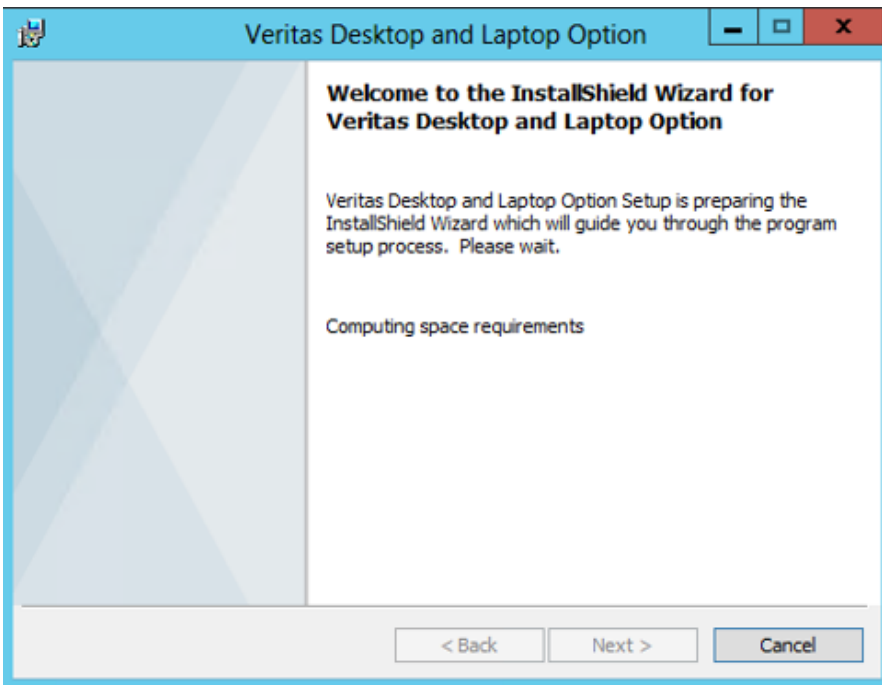 Veritas Desktop and Laptop Option
Welcome to the InstallShield Wizard for
Veritas Desktop and Laptop Option
Veritas Desktop and Laptop Option Setup is preparing the
InstallShield Wizard which will guide you through the program
setup process.  Please wait.
Computing space requirements
< Back
Next >
Cancel